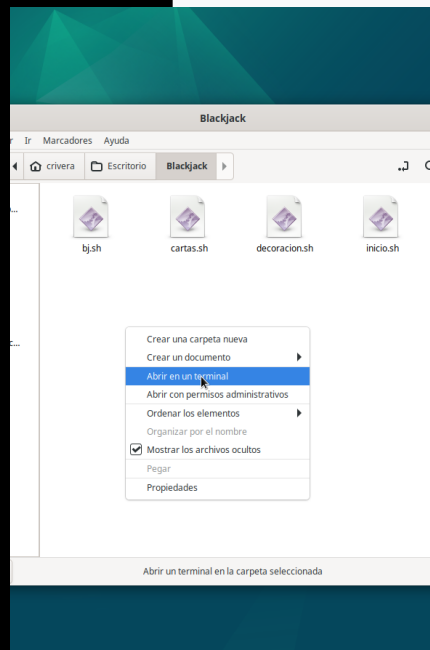 Blackjack
r Ir Marcadores Ayuda
crivera Escritorio Blackjack
bj.sh cartas.sh decoracion.sh inicio.sh
Crear una carpeta nueva
Crear un documento
Abrir en un terminal
Abrir con permisos administrativos
Ordenar los elementos
Organizar por el nombre
Mostrar los archivos ocultos
Pegar
Propiedades
Abrir un terminal en la carpeta seleccionada